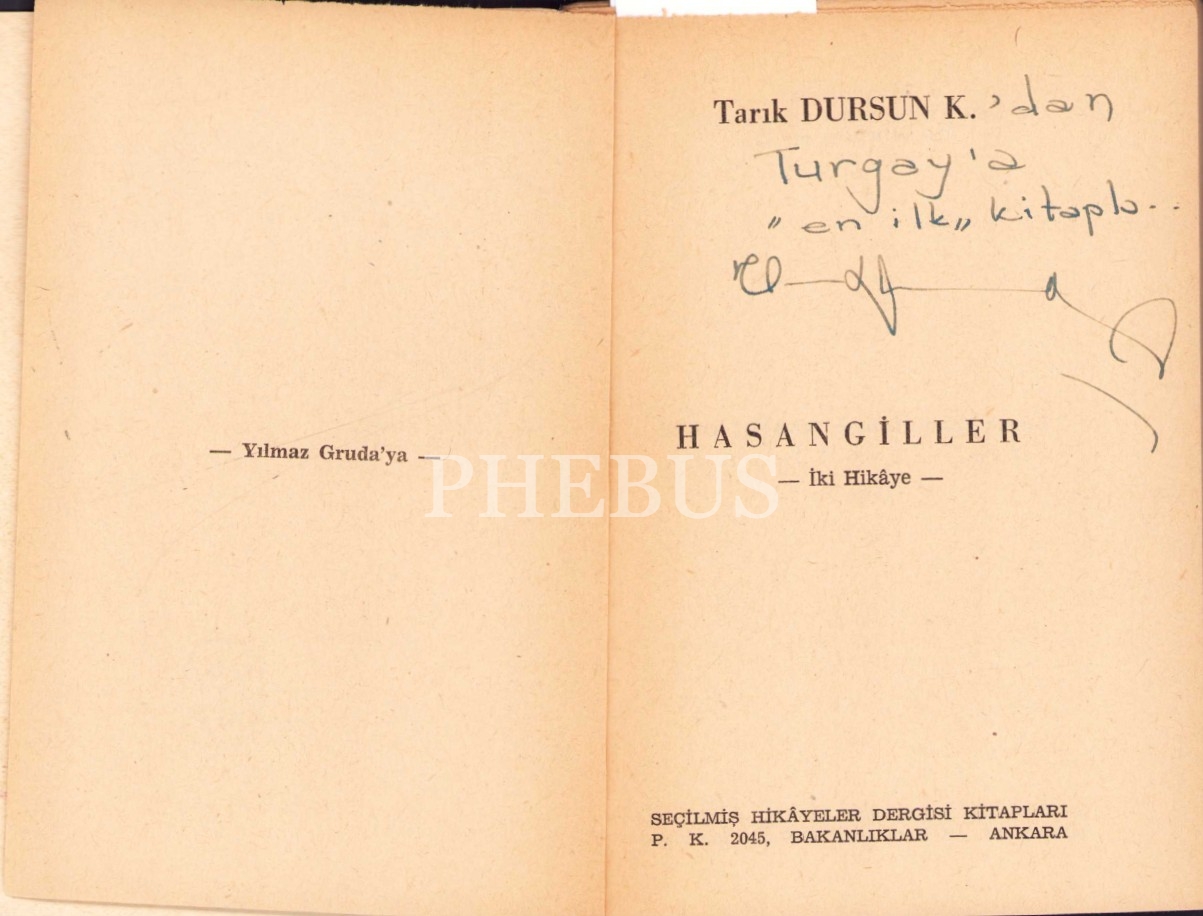 — Yılmaz Gruda'ya —
Tarık DURSUN K.'dan
Turgay'a
"en ilk" kitapla..
HASANGİLLER
— İki Hikâye —
PHEBUS
SEÇİLMİŞ HİKÂYELER DERGİSİ KİTAPLARI
P. K. 2045, BAKANLIKLAR — ANKARA